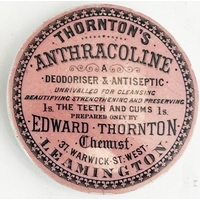 THORNTON'S
ANTHRACOLINE
A
DEODORISER & ANTISEPTIC
UNRIVALLED FOR CLEANSING
BEAUTIFYING STRENGTHENING AND PRESERVING
1s. THE TEETH AND GUMS 1s.
PREPARED ONLY BY
EDWARD THORNTON
Chemist
37 WARWICK·ST·WEST·
LEAMINGTON.